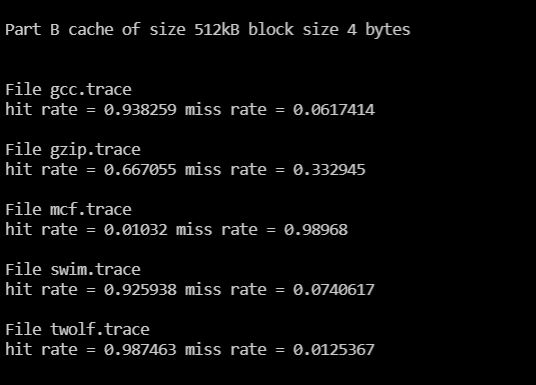 Part B cache of size 512kB block size 4 bytes
File gcc.trace
hit rate = 0.938259 miss rate = 0.0617414
File gzip.trace
hit rate = 0.667055 miss rate = 0.332945
File mcf.trace
hit rate = 0.01032 miss rate = 0.98968
File swim.trace
hit rate = 0.925938 miss rate = 0.0740617
File twolf.trace
hit rate = 0.987463 miss rate = 0.0125367